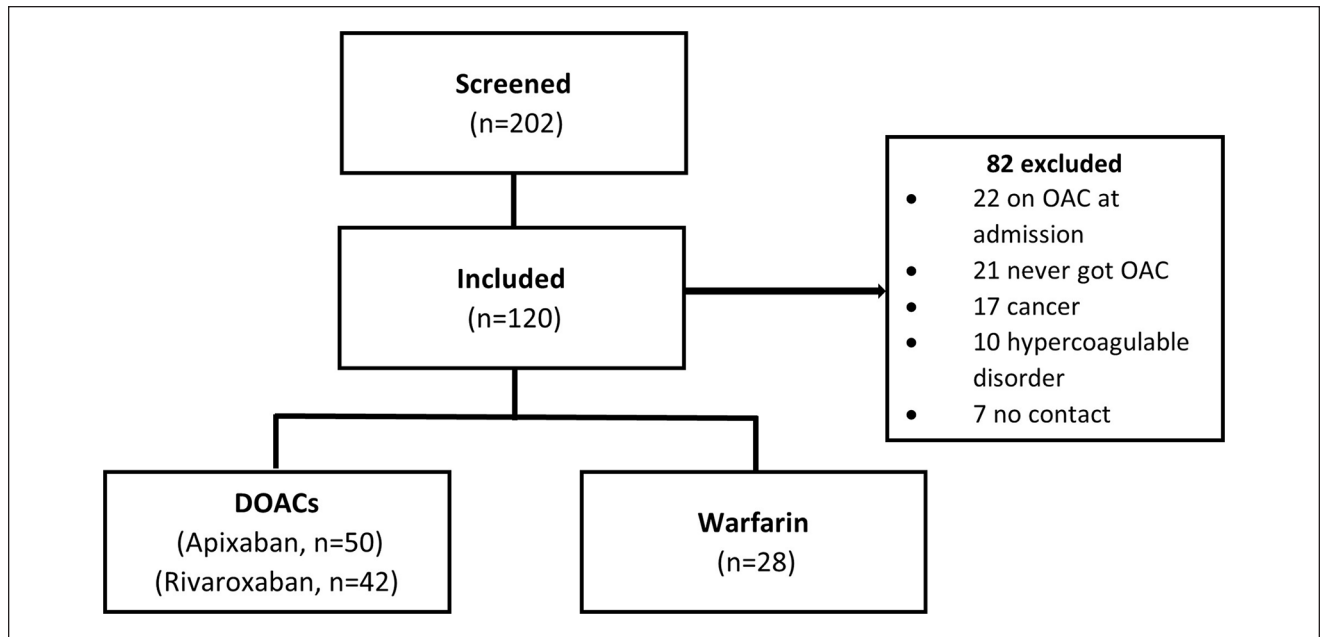 Screened
(n=202)
Included
(n=120)
82 excluded
• 22 on OAC at
admission
• 21 never got OAC
• 17 cancer
• 10 hypercoagulable
disorder
• 7 no contact
DOACs
(Apixaban, n=50)
(Rivaroxaban, n=42)
Warfarin
(n=28)